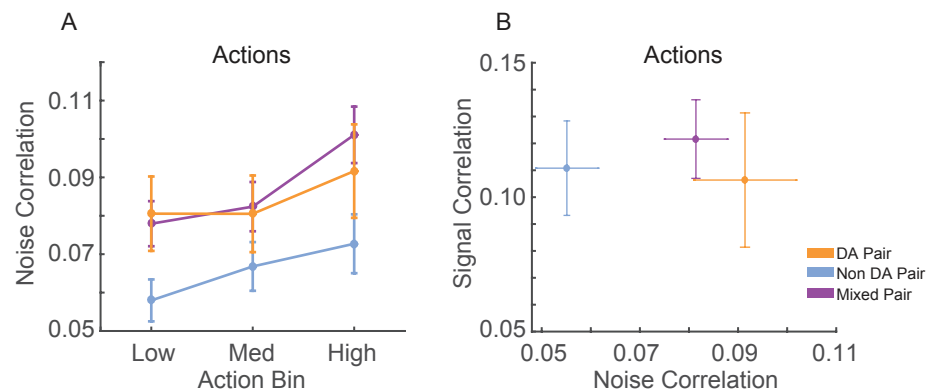 A
Actions
Noise Correlation
0.11
0.09
0.07
0.05
Low Med High
Action Bin
B
Actions
Signal Correlation
0.15
0.10
0.05
0.05 0.07 0.09 0.11
Noise Correlation
DA Pair
Non DA Pair
Mixed Pair